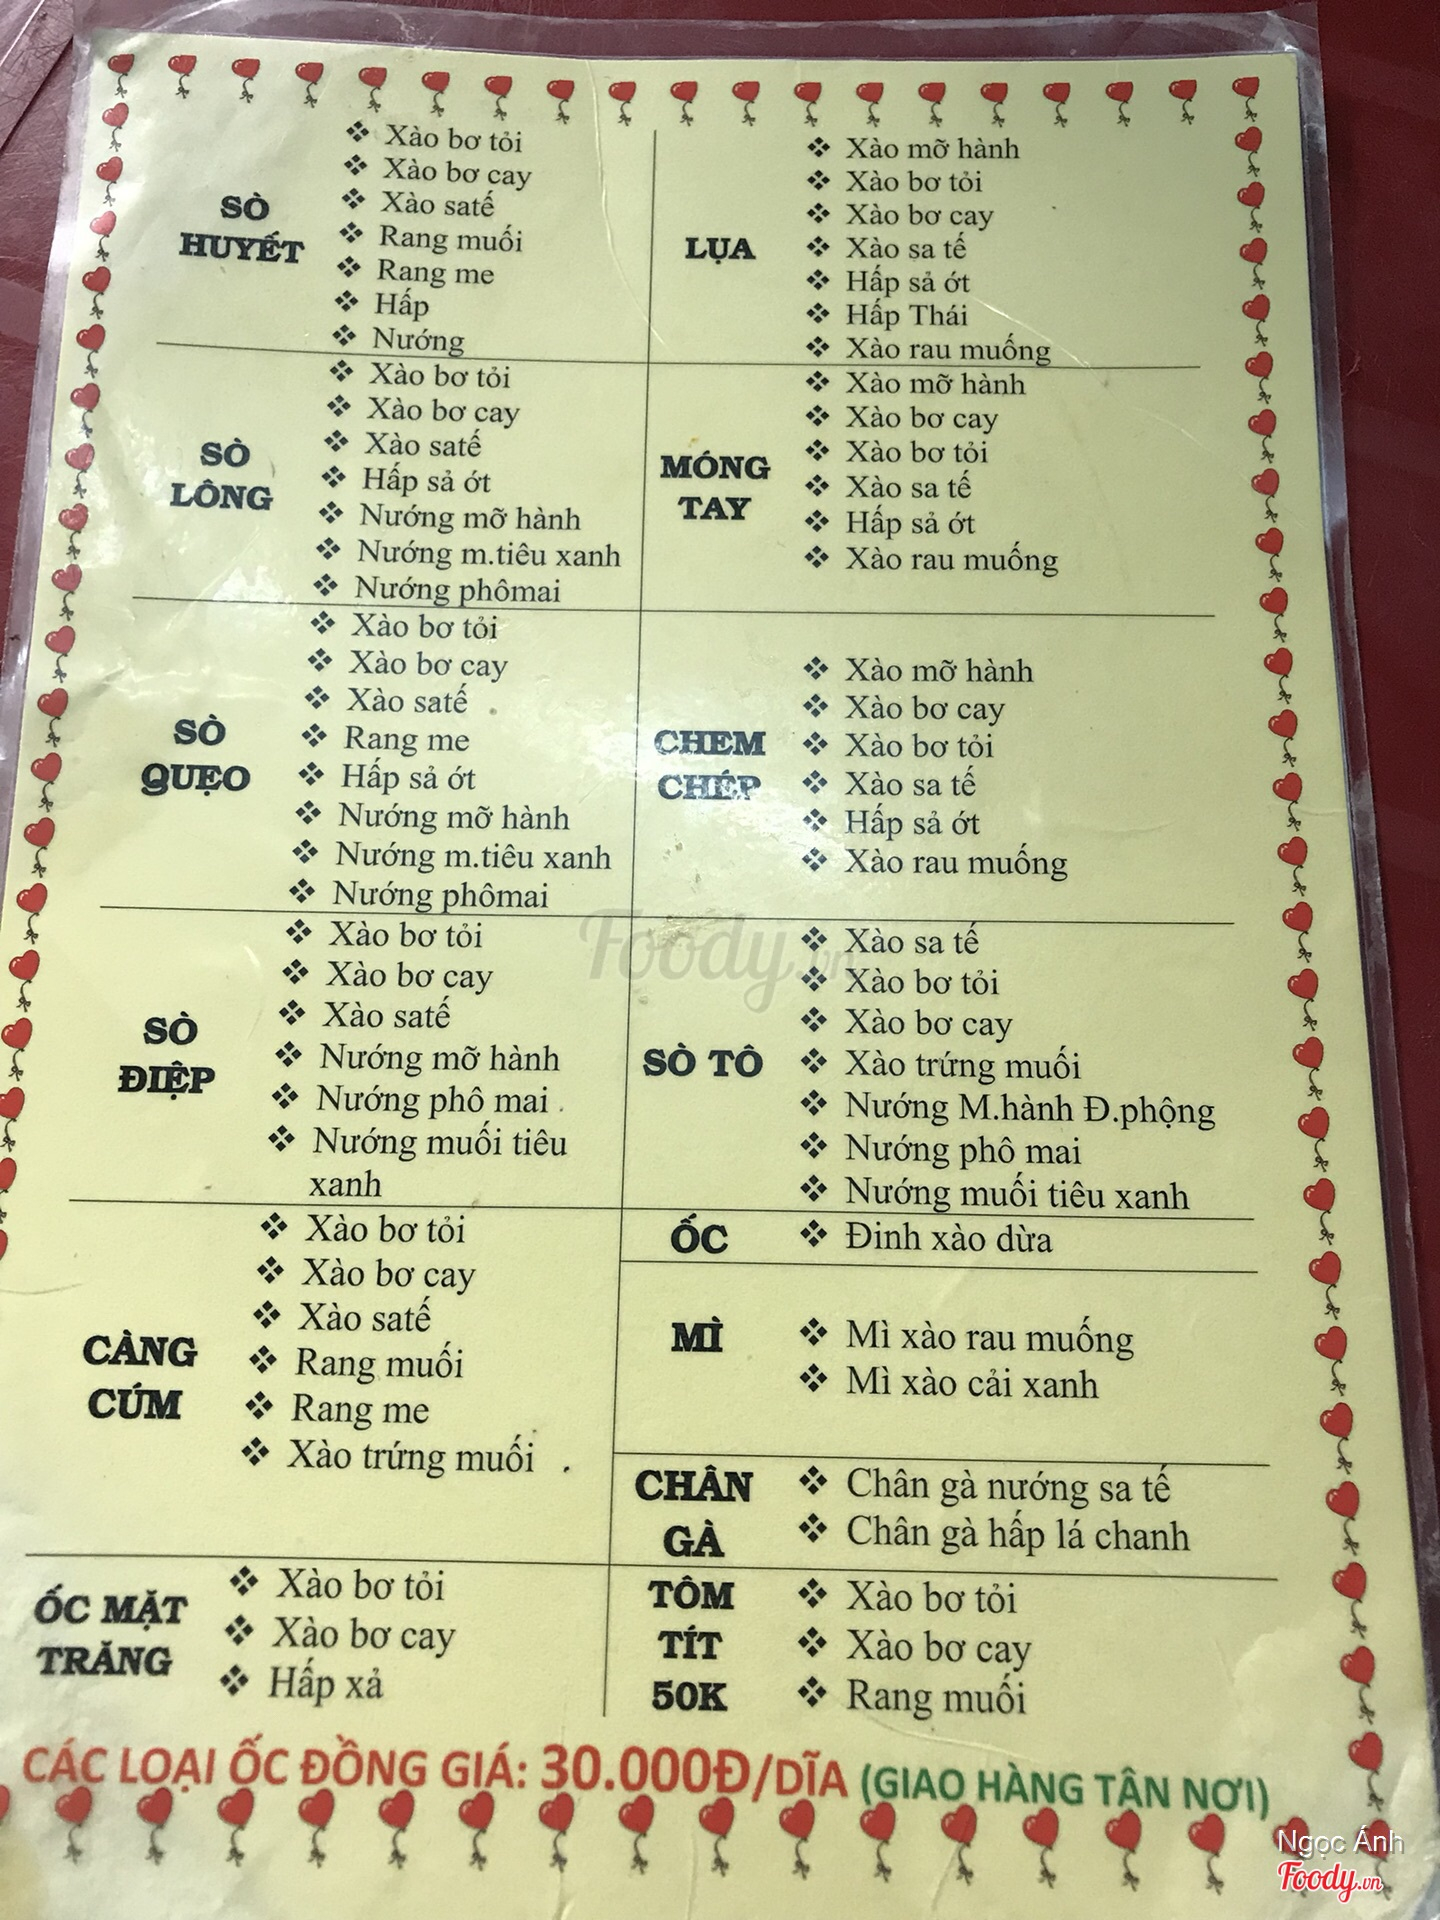 SÒ
HUYẾT
❖ Xào bơ tỏi
❖ Xào bơ cay
❖ Xào satế
❖ Rang muối
❖ Rang me
❖ Hấp
❖ Nướng
LỤA
❖ Xào mỡ hành
❖ Xào bơ tỏi
❖ Xào bơ cay
❖ Xào sa tế
❖ Hấp sả ớt
❖ Hấp Thái
❖ Xào rau muống
SÒ
LÔNG
❖ Xào bơ tỏi
❖ Xào bơ cay
❖ Xào satế
❖ Hấp sả ớt
❖ Nướng mỡ hành
❖ Nướng m.tiêu xanh
❖ Nướng phômai
MÓNG
TAY
❖ Xào mỡ hành
❖ Xào bơ cay
❖ Xào bơ tỏi
❖ Xào sa tế
❖ Hấp sả ớt
❖ Xào rau muống
SÒ
QUẸO
❖ Xào bơ tỏi
❖ Xào bơ cay
❖ Xào satế
❖ Rang me
❖ Hấp sả ớt
❖ Nướng mỡ hành
❖ Nướng m.tiêu xanh
❖ Nướng phômai
CHEM
CHÉP
❖ Xào mỡ hành
❖ Xào bơ cay
❖ Xào bơ tỏi
❖ Xào sa tế
❖ Hấp sả ớt
❖ Xào rau muống
Foody.vn
SÒ
ĐIỆP
❖ Xào bơ tỏi
❖ Xào bơ cay
❖ Xào satế
❖ Nướng mỡ hành
❖ Nướng phô mai
❖ Nướng muối tiêu
xanh
SÒ TÔ
❖ Xào sa tế
❖ Xào bơ tỏi
❖ Xào bơ cay
❖ Xào trứng muối
❖ Nướng M.hành Đ.phộng
❖ Nướng phô mai
❖ Nướng muối tiêu xanh
CÀNG
CÚM
❖ Xào bơ tỏi
❖ Xào bơ cay
❖ Xào satế
❖ Rang muối
❖ Rang me
❖ Xào trứng muối
ỐC
❖ Đinh xào dừa
MÌ
❖ Mì xào rau muống
❖ Mì xào cải xanh
CHÂN
GÀ
❖ Chân gà nướng sa tế
❖ Chân gà hấp lá chanh
ỐC MẶT
TRĂNG
❖ Xào bơ tỏi
❖ Xào bơ cay
❖ Hấp xả
TÔM
TÍT
50K
❖ Xào bơ tỏi
❖ Xào bơ cay
❖ Rang muối
CÁC LOẠI ỐC ĐỒNG GIÁ: 30.000Đ/DĨA (GIAO HÀNG TÂN NƠI)
Ngọc Ánh
Foody.vn